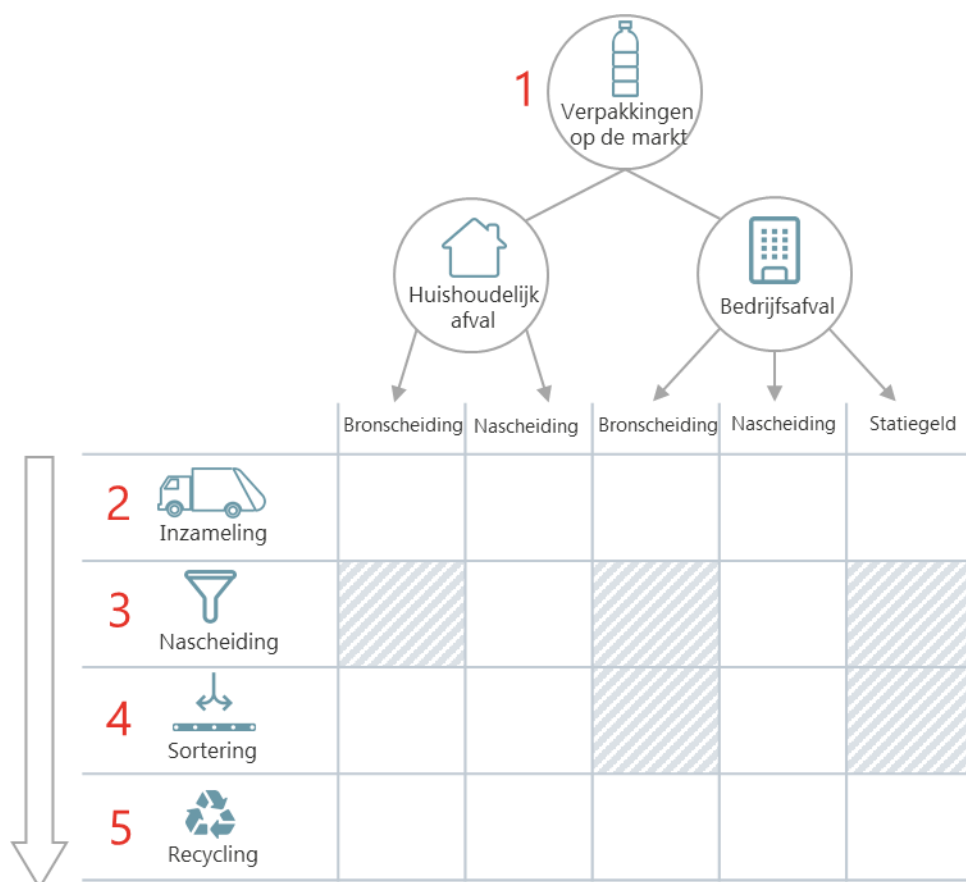 1
Verpakkingen
op de markt
Huishoudelijk
afval
Bedrijfsafval
Bronscheiding Nascheiding Bronscheiding Nascheiding Statiegeld
2
Inzameling
3
Nascheiding
4
Sortering
5
Recycling